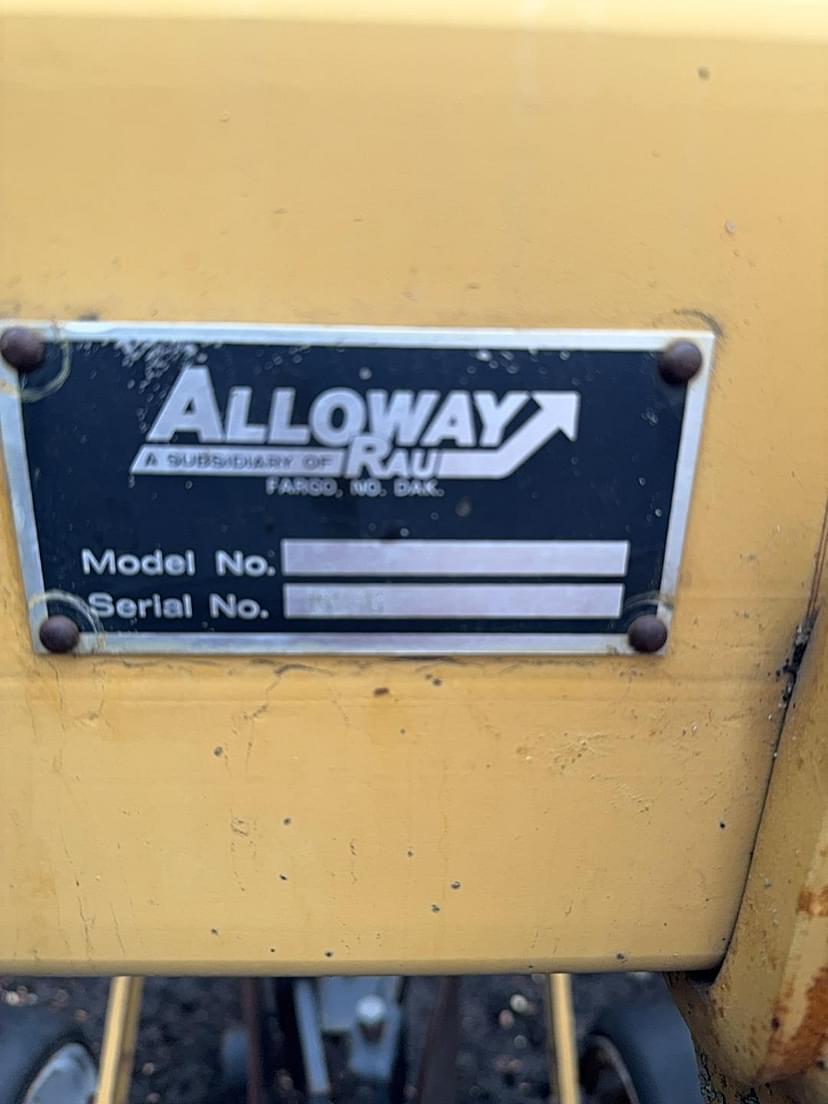 ALLOWAY
A SUBSIDIARY OF RAU
FARGO, NO. DAK.
Model No.
Serial No.